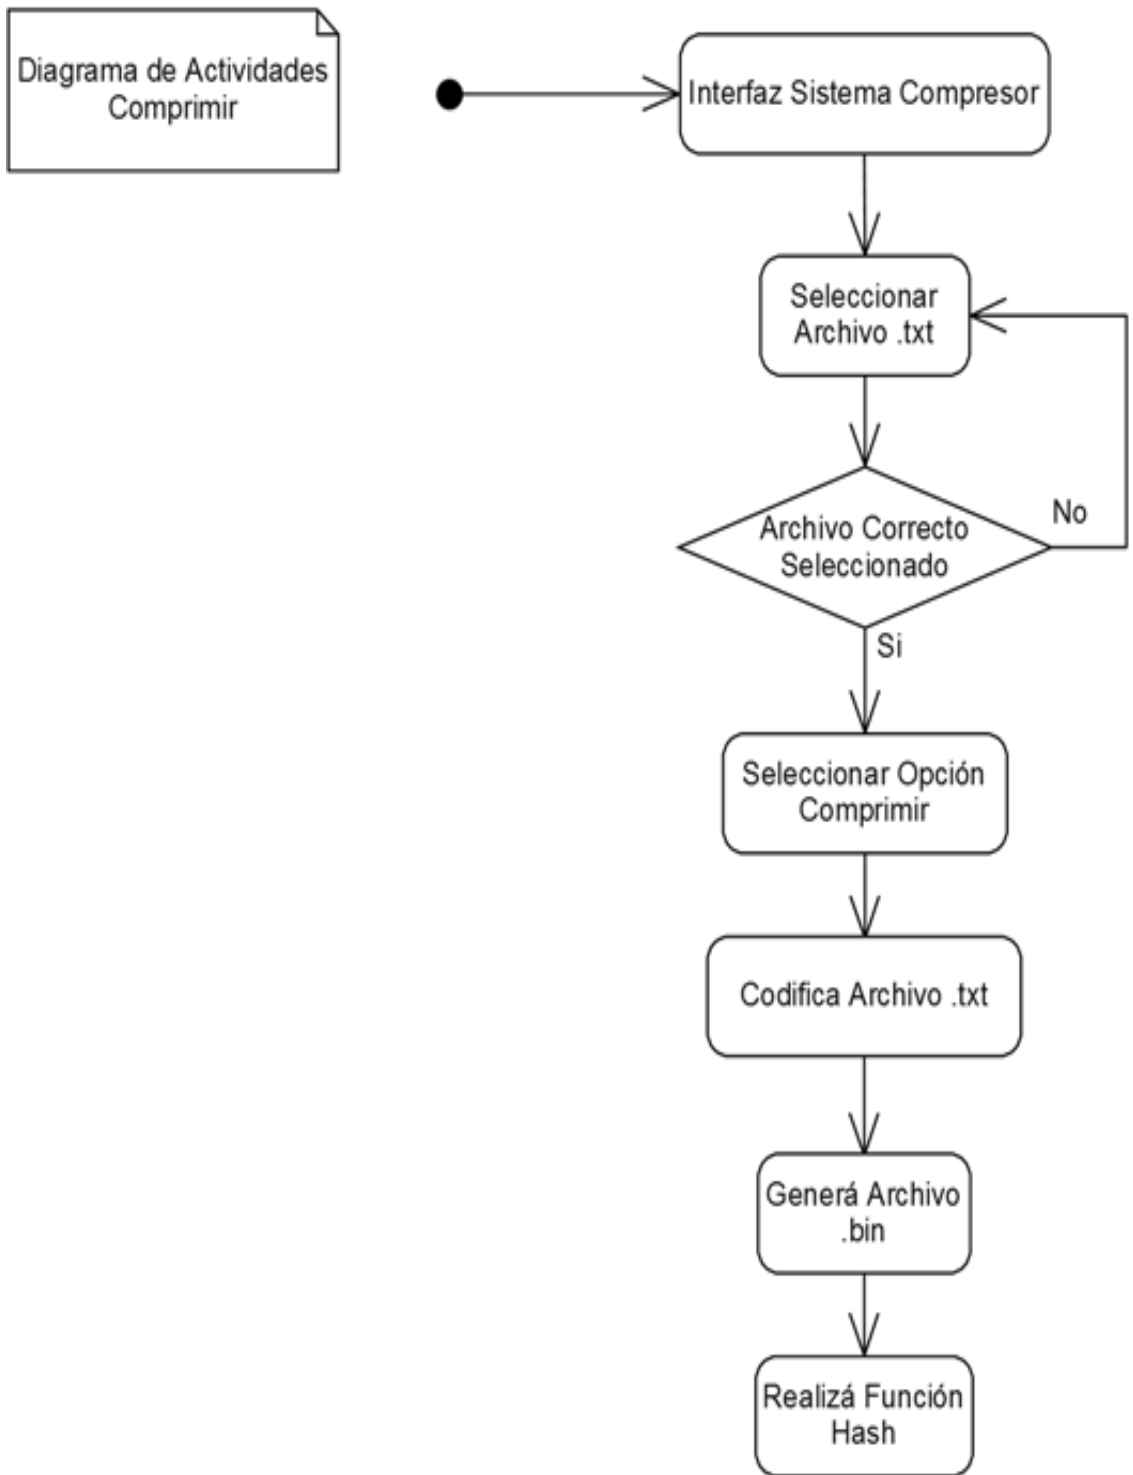 Diagrama de Actividades
Comprimir
Interfaz Sistema Compresor
Seleccionar
Archivo .txt
Archivo Correcto
Seleccionado
No
Si
Seleccionar Opción
Comprimir
Codifica Archivo .txt
Generá Archivo
.bin
Realizá Función
Hash